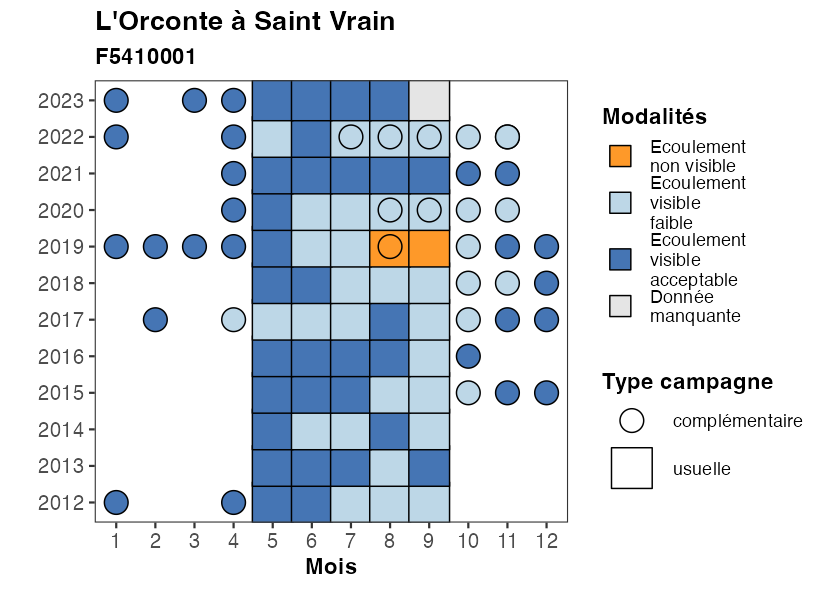 L'Orconte à Saint Vrain
F5410001
2023
2022
2021
2020
2019
2018
2017
2016
2015
2014
2013
2012
1 2 3 4 5 6 7 8 9 10 11 12
Mois
Modalités
Ecoulement
non visible
Ecoulement
visible
faible
Ecoulement
visible
acceptable
Donnée
manquante
Type campagne
complémentaire
usuelle